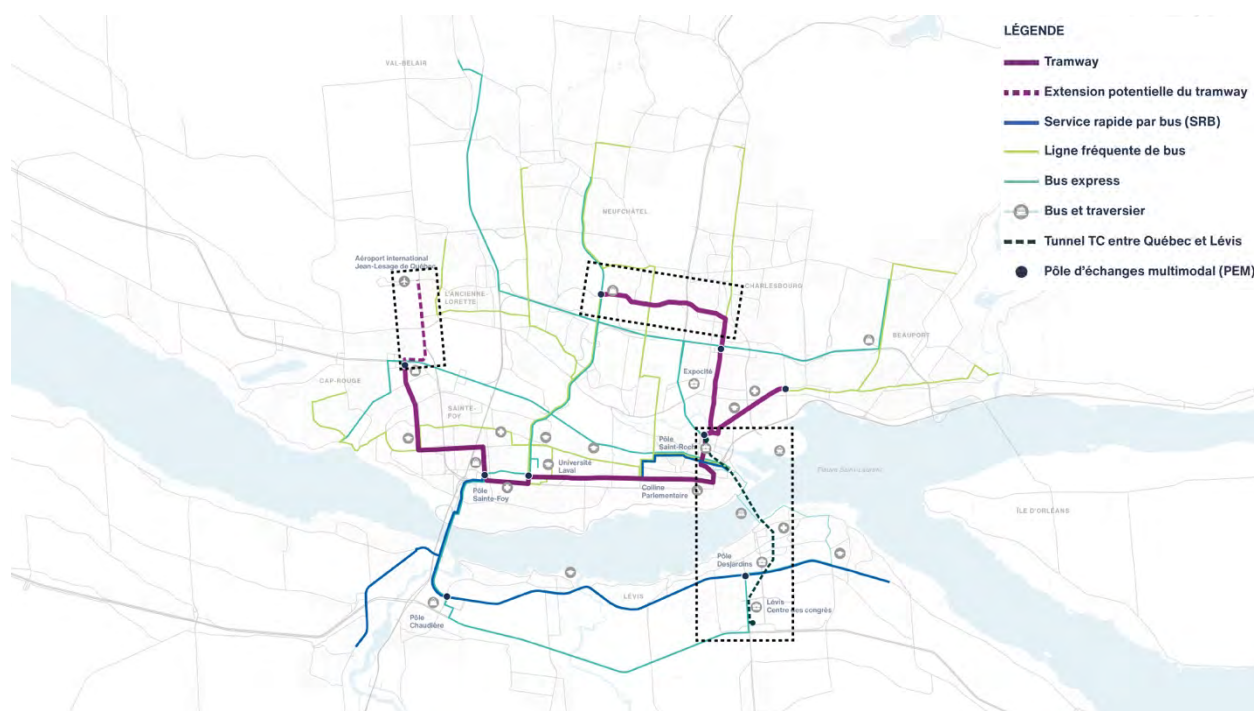 LÉGENDE
Tramway
Extension potentielle du tramway
Service rapide par bus (SRB)
Ligne fréquente de bus
Bus express
Bus et traversier
Tunnel TC entre Québec et Lévis
Pôle d'échanges multimodal (PEM)
VAL-BELAIR
NEUFCHÂTEL
Aéroport international
Jean-Lesage de Québec
L'ANCIENNE-
LORETTE
CHARLESBOURG
BEAUPORT
CAP-ROUGE
Expocité
SAINTE-
FOY
Pôle
Saint-Roch
Université
Laval
Fleuve Saint-Laurent
Pôle
Sainte-Foy
Colline
Parlementaire
ÎLE D'ORLÉANS
Pôle
Desjardins
LÉVIS
Lévis
Centre des congrès
Pôle
Chaudière